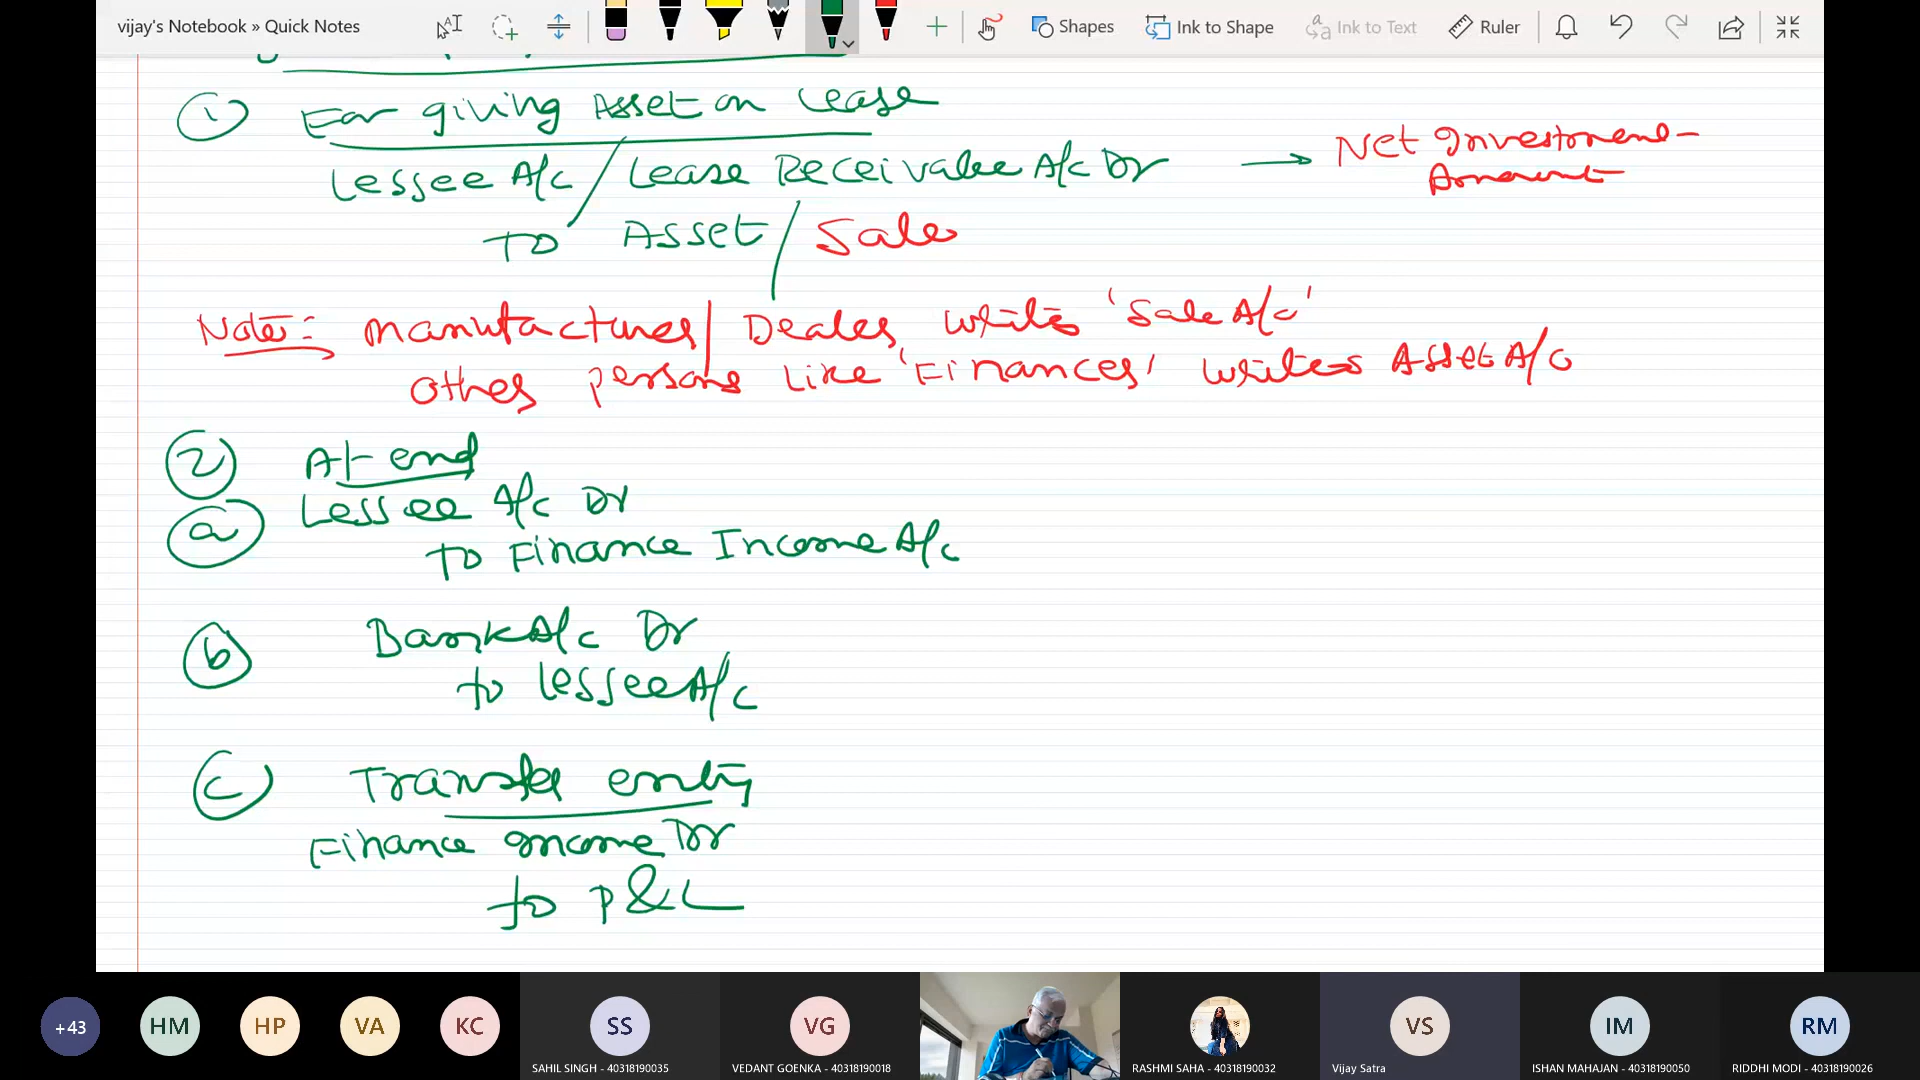 vijay's Notebook » Quick Notes
Shapes
Ink to Shape
Ink to Text
Ruler
1 For giving Asset on Lease
Lessee A/c / Lease Receivable A/c Dr → Net Investment
Amount
To Asset / Sale
Note:= Manufactures / Dealers writes 'Sale A/c'
Other persons like 'Finances' writes Asset A/c
2 At end
a Lessee A/c Dr
To Finance Income A/c
b Bank A/c Dr
to Lessee A/c
c Transfer entry
Finance Income Dr
to P&L
+43
HM
HP
VA
KC
SS
SAHIL SINGH - 40318190035
VG
VEDANT GOENKA - 40318190018
RASHMI SAHA - 40318190032
VS
Vijay Satra
IM
ISHAN MAHAJAN - 40318190050
RM
RIDDHI MODI - 40318190026